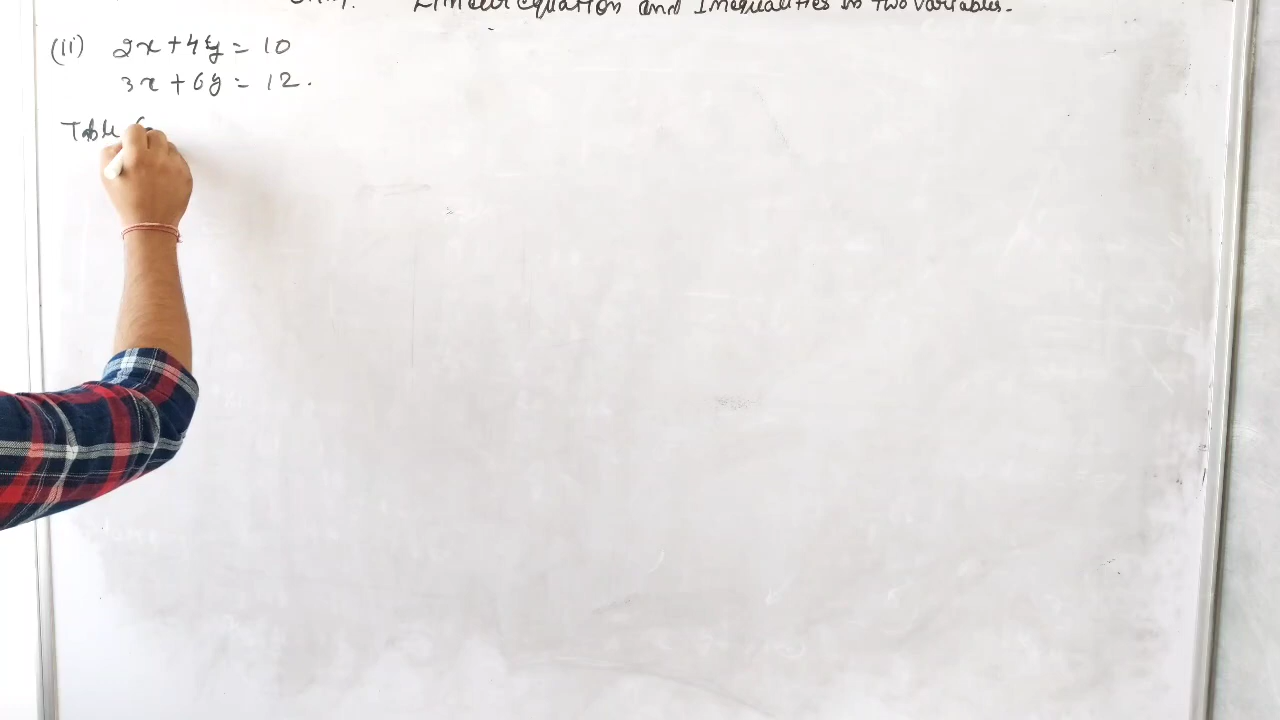 Linear equation and Inequalities in two variables.
(ii) 2x + 4y = 10
3x + 6y = 12.
Table